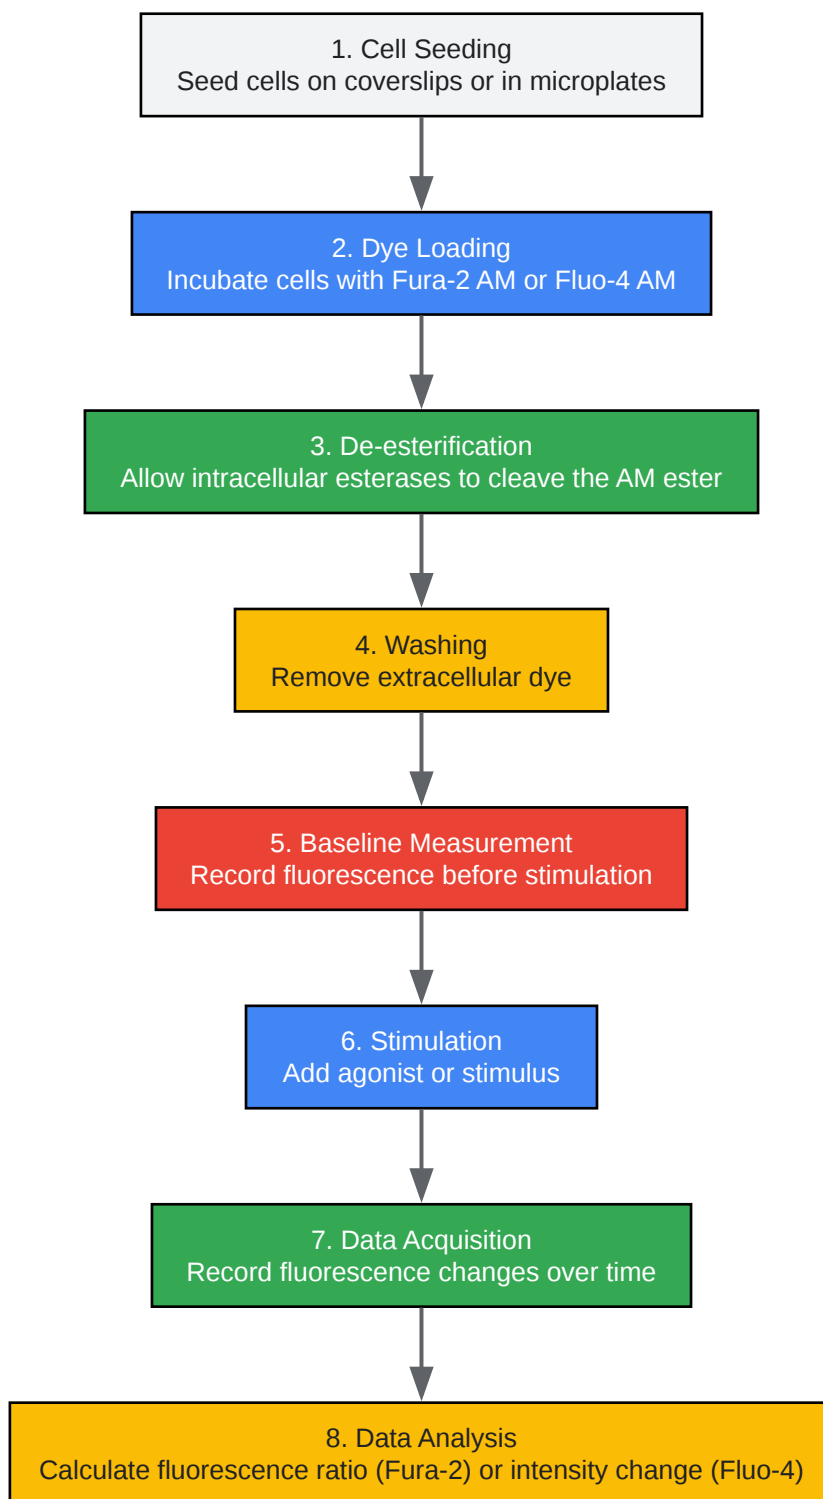 1. Cell Seeding
Seed cells on coverslips or in microplates
2. Dye Loading
Incubate cells with Fura-2 AM or Fluo-4 AM
3. De-esterification
Allow intracellular esterases to cleave the AM ester
4. Washing
Remove extracellular dye
5. Baseline Measurement
Record fluorescence before stimulation
6. Stimulation
Add agonist or stimulus
7. Data Acquisition
Record fluorescence changes over time
8. Data Analysis
Calculate fluorescence ratio (Fura-2) or intensity change (Fluo-4)